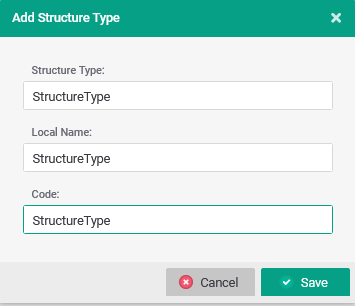 Add Structure Type
Structure Type:
StructureType
Local Name:
StructureType
Code:
StructureType
Cancel Save